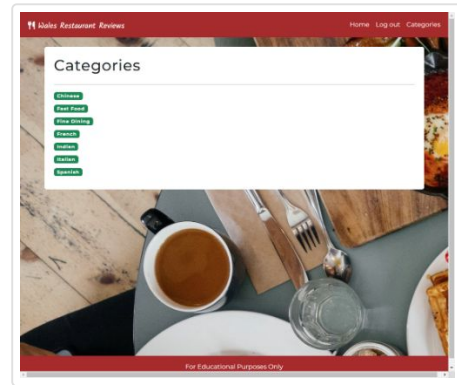 Wales Restaurant Reviews
Home Log out Categories
Categories
Chinese
Fast Food
Fine Dining
French
Indian
Italian
Spanish
For Educational Purposes Only